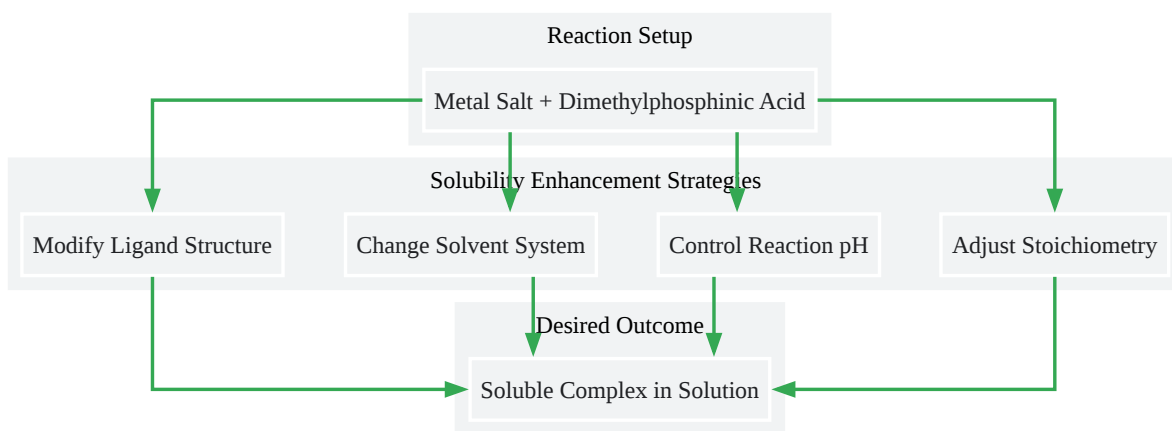 Reaction Setup
Metal Salt + Dimethylphosphinic Acid
Solubility Enhancement Strategies
Modify Ligand Structure
Change Solvent System
Control Reaction pH
Adjust Stoichiometry
Desired Outcome
Soluble Complex in Solution